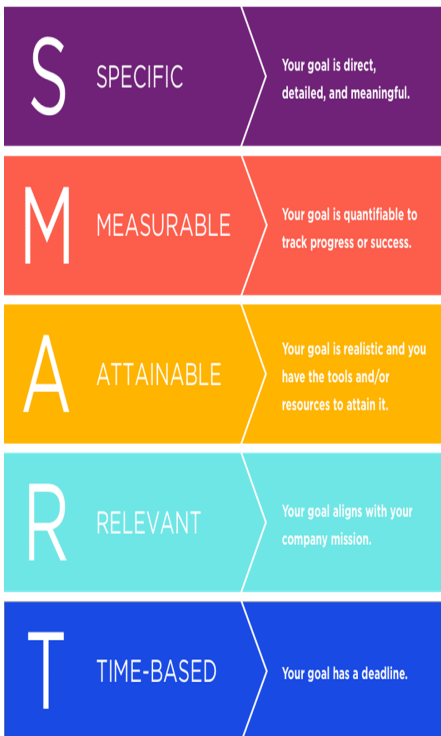 S
SPECIFIC
Your goal is direct,
detailed, and meaningful.
M
MEASURABLE
Your goal is quantifiable to
track progress or success.
A
ATTAINABLE
Your goal is realistic and you
have the tools and/or
resources to attain it.
R
RELEVANT
Your goal aligns with your
company mission.
T
TIME-BASED
Your goal has a deadline.